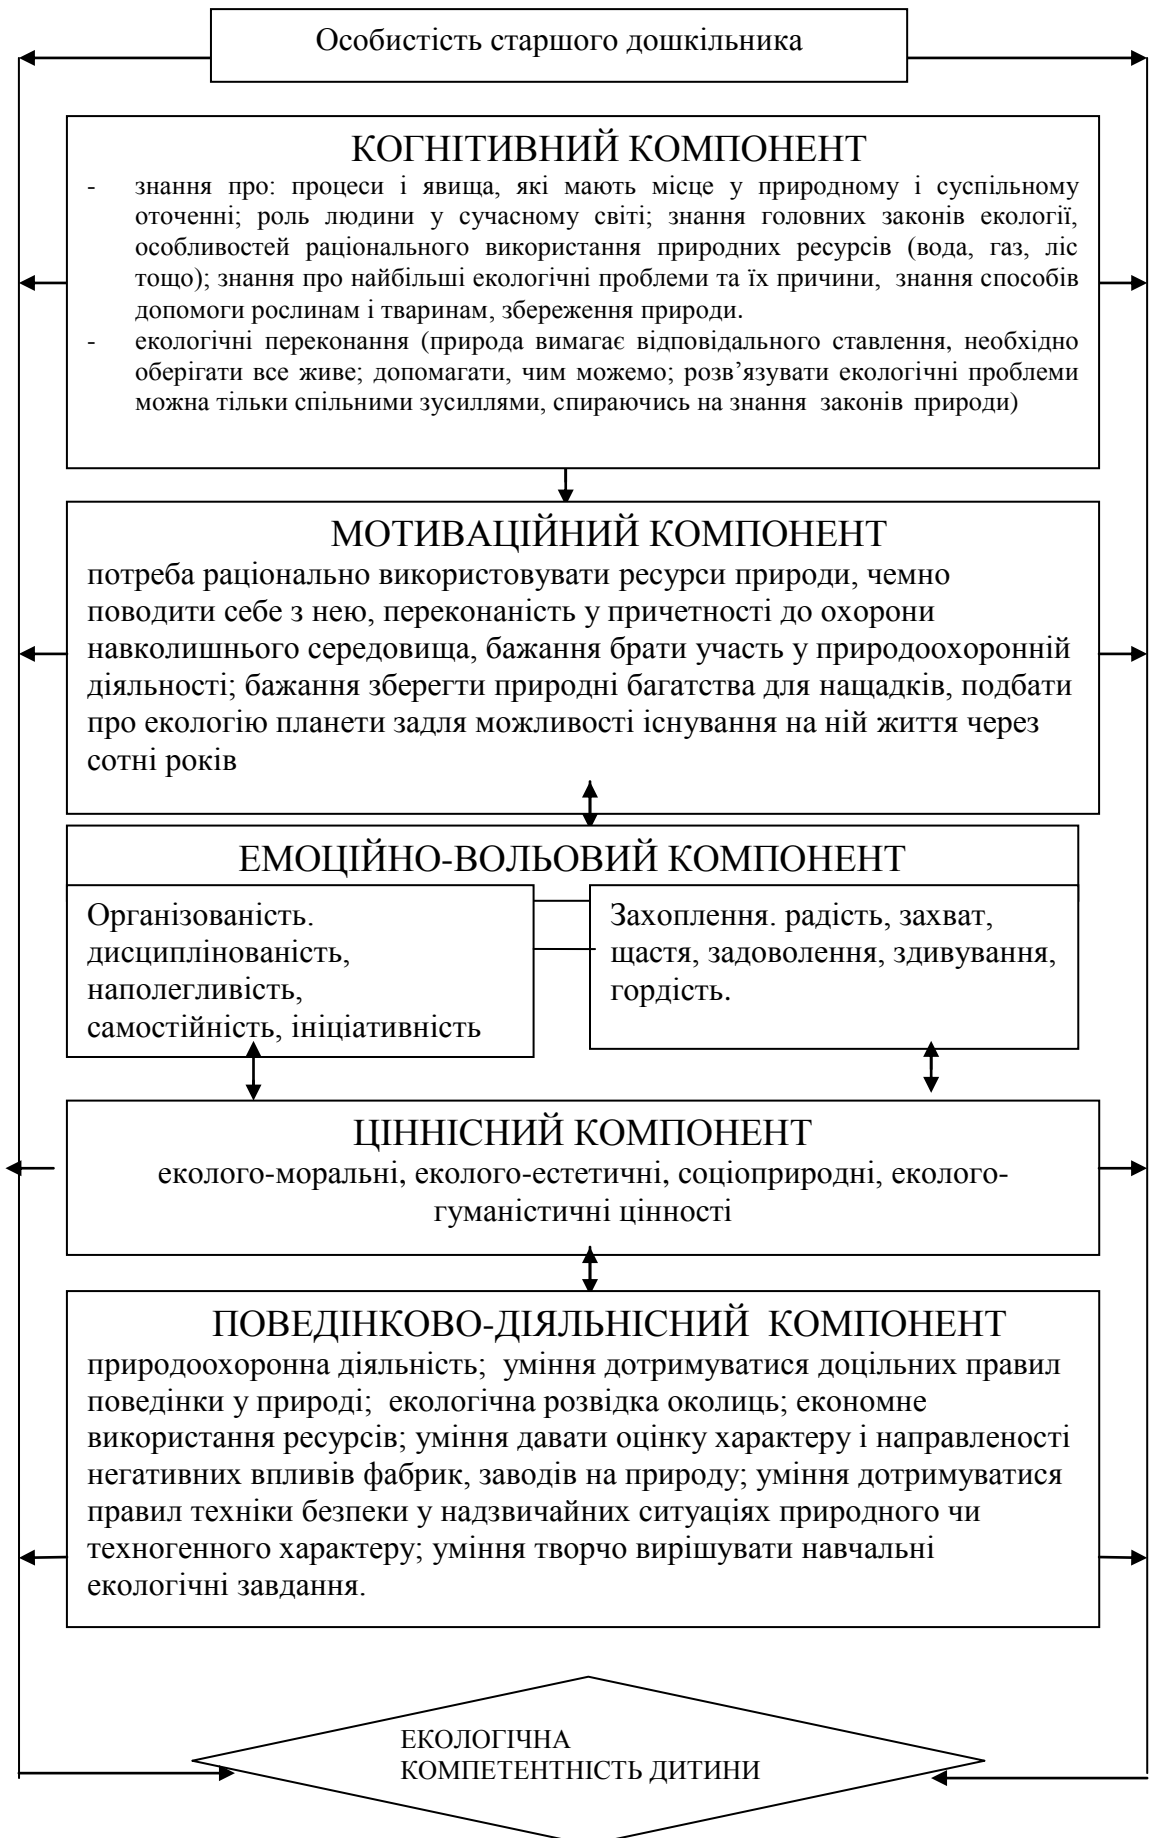 Особистість старшого дошкільника
КОГНІТИВНИЙ КОМПОНЕНТ
- знання про: процеси і явища, які мають місце у природному і суспільному
оточенні; роль людини у сучасному світі; знання головних законів екології,
особливостей раціонального використання природних ресурсів (вода, газ, ліс
тощо); знання про найбільші екологічні проблеми та їх причини, знання способів
допомоги рослинам і тваринам, збереження природи.
- екологічні переконання (природа вимагає відповідального ставлення, необхідно
оберігати все живе; допомагати, чим можемо; розв’язувати екологічні проблеми
можна тільки спільними зусиллями, спираючись на знання законів природи)
МОТИВАЦІЙНИЙ КОМПОНЕНТ
потреба раціонально використовувати ресурси природи, чемно
поводити себе з нею, переконаність у причетності до охорони
навколишнього середовища, бажання брати участь у природоохоронній
діяльності; бажання зберегти природні багатства для нащадків, подбати
про екологію планети задля можливості існування на ній життя через
сотні років
ЕМОЦІЙНО-ВОЛЬОВИЙ КОМПОНЕНТ
Організованість.
дисциплінованість,
наполегливість,
самостійність, ініціативність
Захоплення. радість, захват,
щастя, задоволення, здивування,
гордість.
ЦІННІСНИЙ КОМПОНЕНТ
еколого-моральні, еколого-естетичні, соціоприродні, еколого-
гуманістичні цінності
ПОВЕДІНКОВО-ДІЯЛЬНІСНИЙ КОМПОНЕНТ
природоохоронна діяльність; уміння дотримуватися доцільних правил
поведінки у природі; екологічна розвідка околиць; економне
використання ресурсів; уміння давати оцінку характеру і направленості
негативних впливів фабрик, заводів на природу; уміння дотримуватися
правил техніки безпеки у надзвичайних ситуаціях природного чи
техногенного характеру; уміння творчо вирішувати навчальні
екологічні завдання.
ЕКОЛОГІЧНА
КОМПЕТЕНТНІСТЬ ДИТИНИ